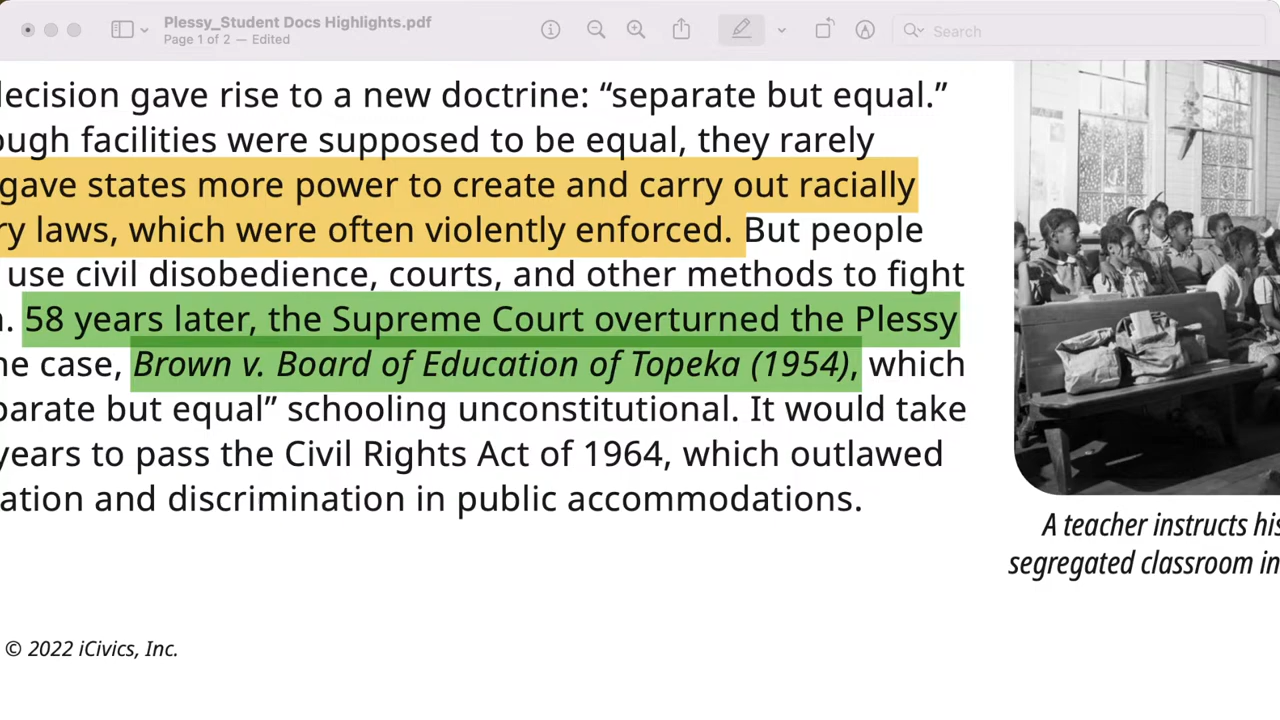 Plessy_Student Docs Highlights.pdf
Page 1 of 2 — Edited
Search
decision gave rise to a new doctrine: “separate but equal.”
ough facilities were supposed to be equal, they rarely
gave states more power to create and carry out racially
ry laws, which were often violently enforced. But people
use civil disobedience, courts, and other methods to fight
n. 58 years later, the Supreme Court overturned the Plessy
ne case, Brown v. Board of Education of Topeka (1954), which
parate but equal” schooling unconstitutional. It would take
years to pass the Civil Rights Act of 1964, which outlawed
ation and discrimination in public accommodations.
A teacher instructs his
segregated classroom in
© 2022 iCivics, Inc.